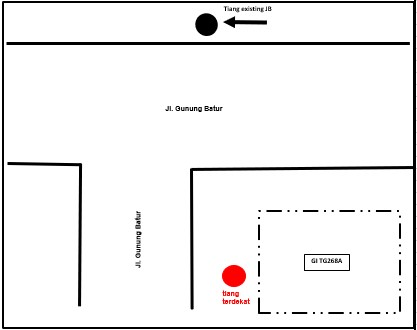 Tiang existing JB
Jl. Gunung Batur
Jl. Gunung Batur
GI TG268A
tiang
terdekat